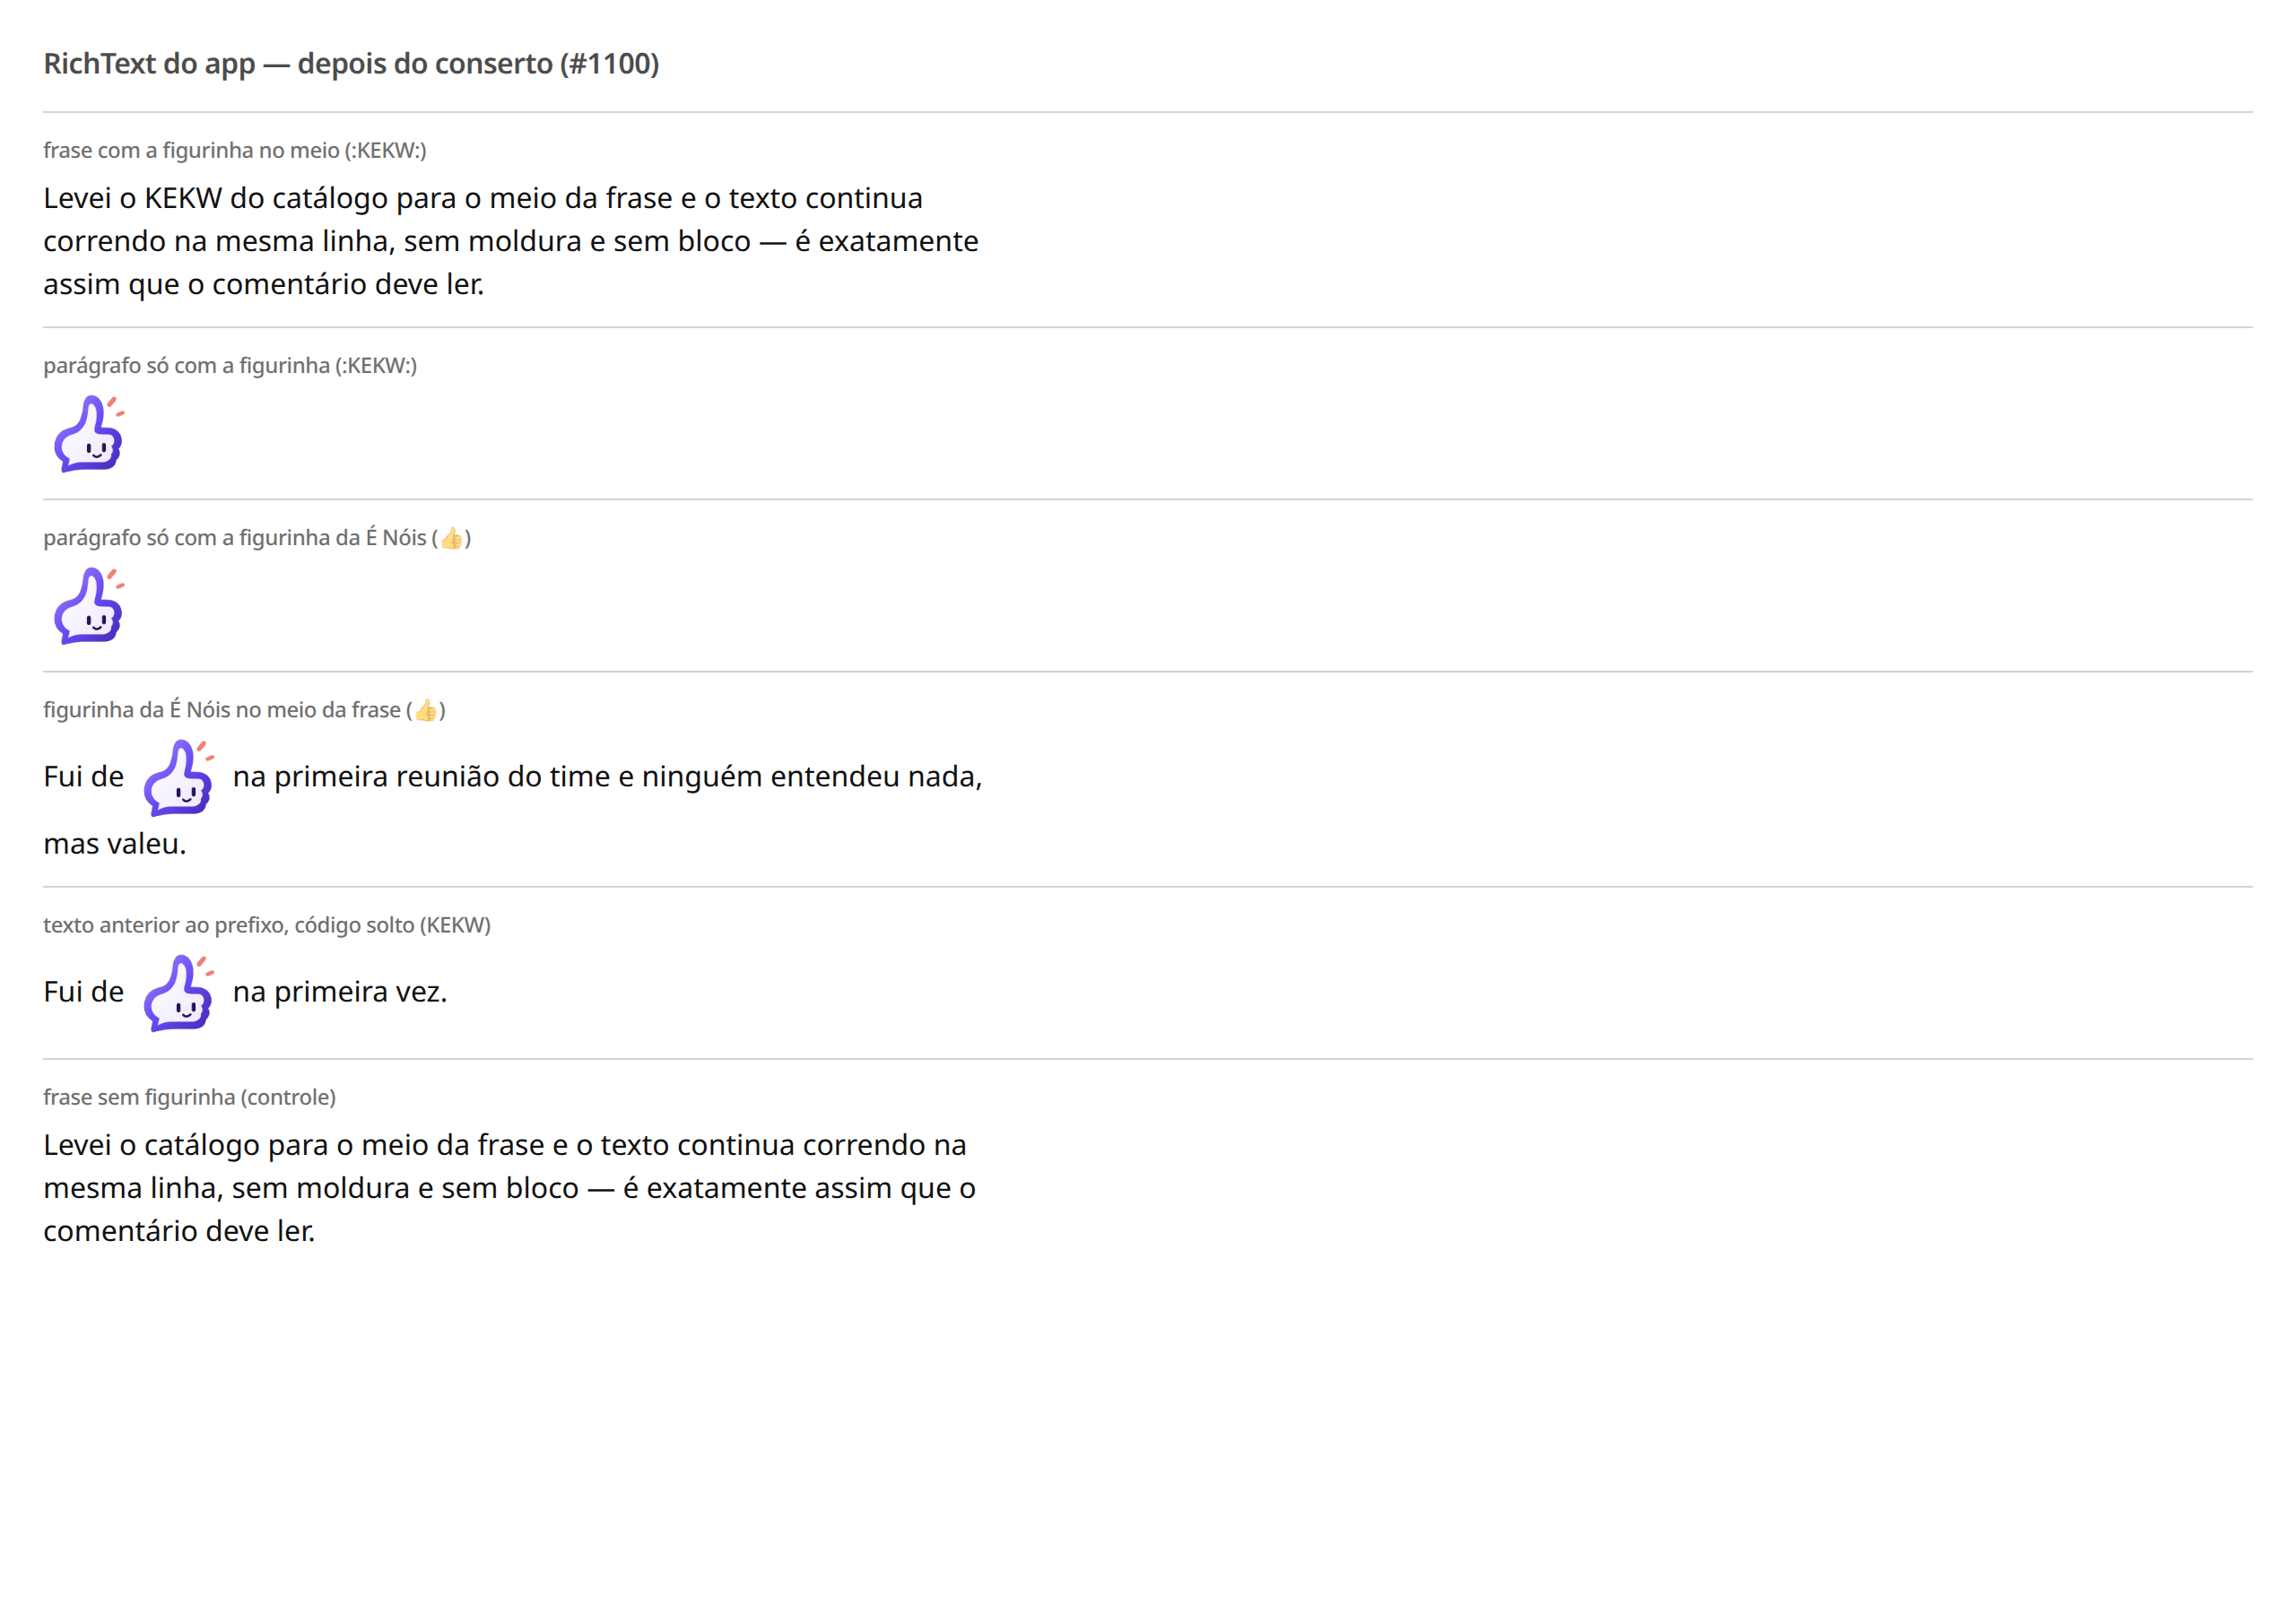 RichText do app — depois do conserto (#1100)
frase com a figurinha no meio (:KEKW:)
Levei o KEKW do catálogo para o meio da frase e o texto continua
correndo na mesma linha, sem moldura e sem bloco — é exatamente
assim que o comentário deve ler.
parágrafo só com a figurinha (:KEKW:)
parágrafo só com a figurinha da É Nóis (👍)
figurinha da É Nóis no meio da frase (👍)
Fui de na primeira reunião do time e ninguém entendeu nada,
mas valeu.
texto anterior ao prefixo, código solto (KEKW)
Fui de na primeira vez.
frase sem figurinha (controle)
Levei o catálogo para o meio da frase e o texto continua correndo na
mesma linha, sem moldura e sem bloco — é exatamente assim que o
comentário deve ler.